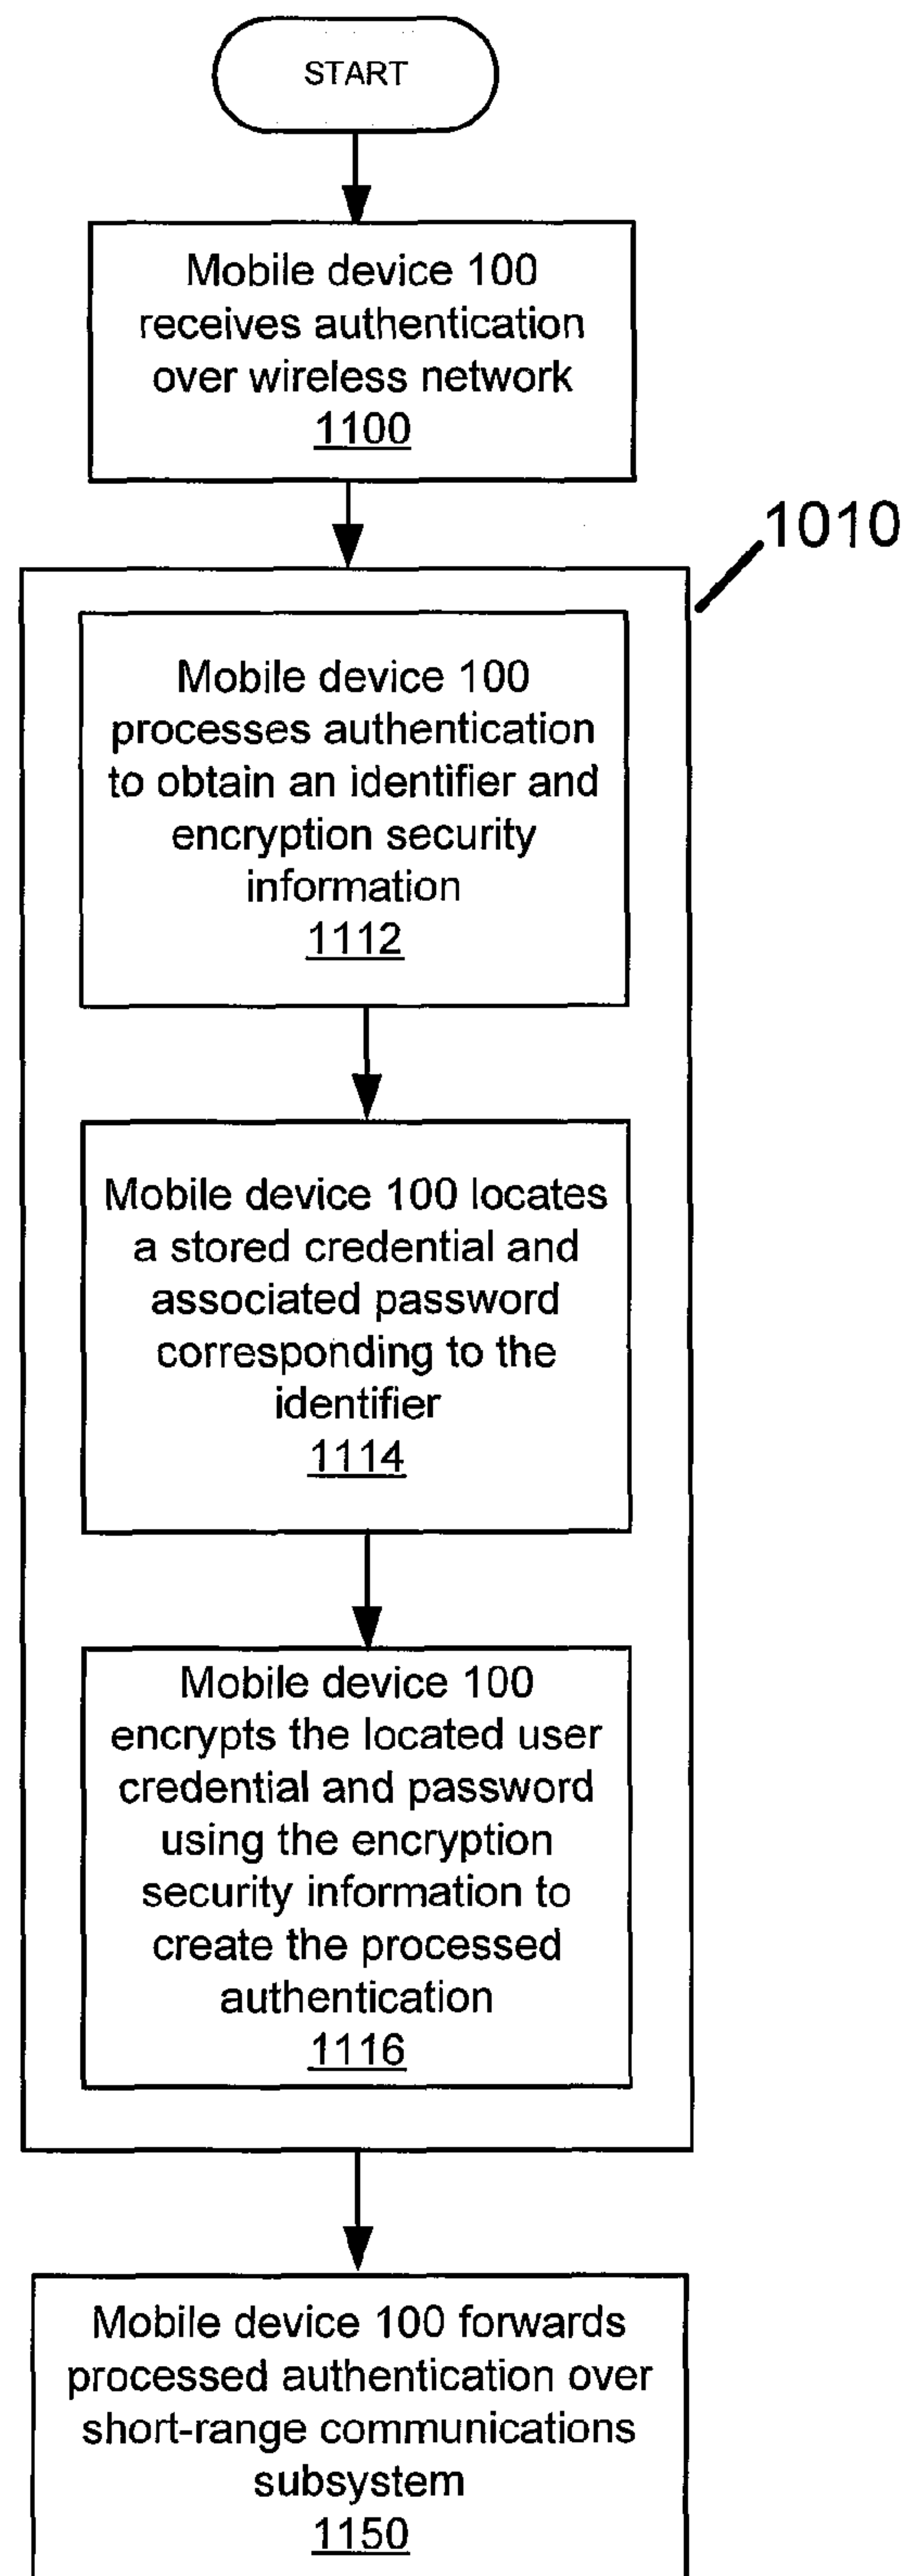 START
Mobile device 100
receives authentication
over wireless network
1100
1010
Mobile device 100
processes authentication
to obtain an identifier and
encryption security
information
1112
Mobile device 100 locates
a stored credential and
associated password
corresponding to the
identifier
1114
Mobile device 100
encrypts the located user
credential and password
using the encryption
security information to
create the processed
authentication
1116
Mobile device 100 forwards
processed authentication over
short-range communications
subsystem
1150